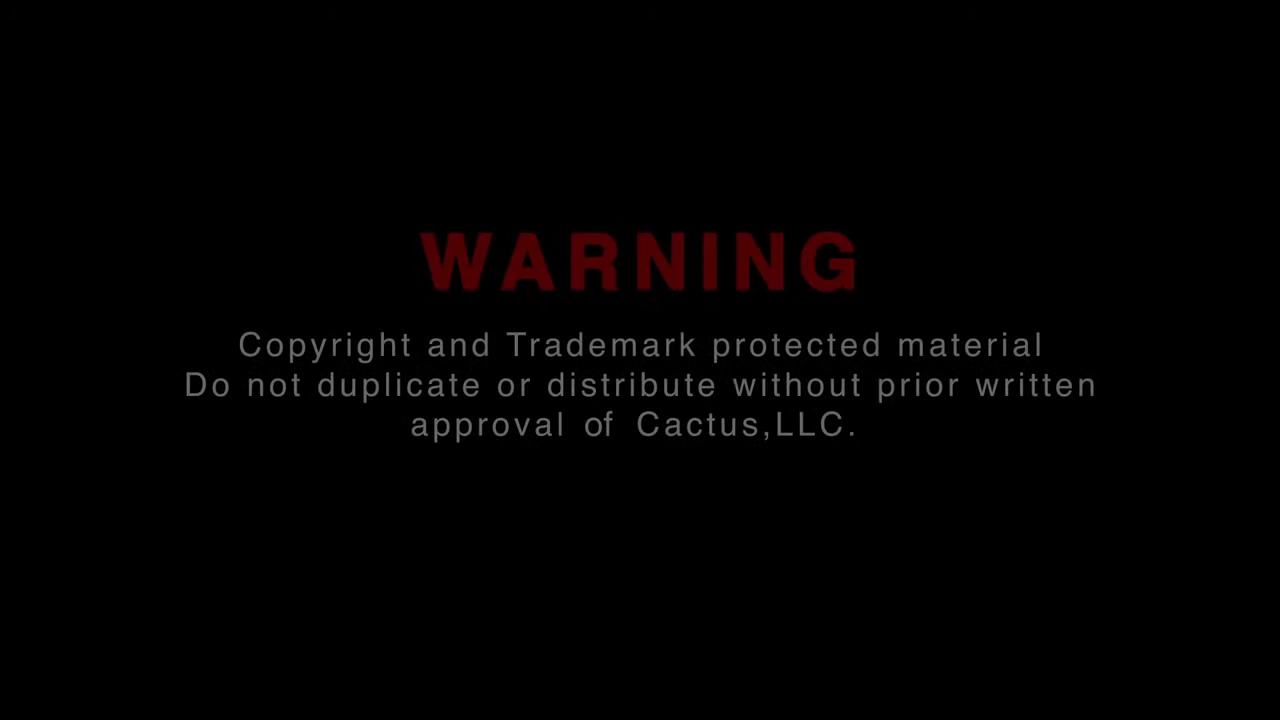 WARNING
Copyright and Trademark protected material
Do not duplicate or distribute without prior written
approval of Cactus,LLC.